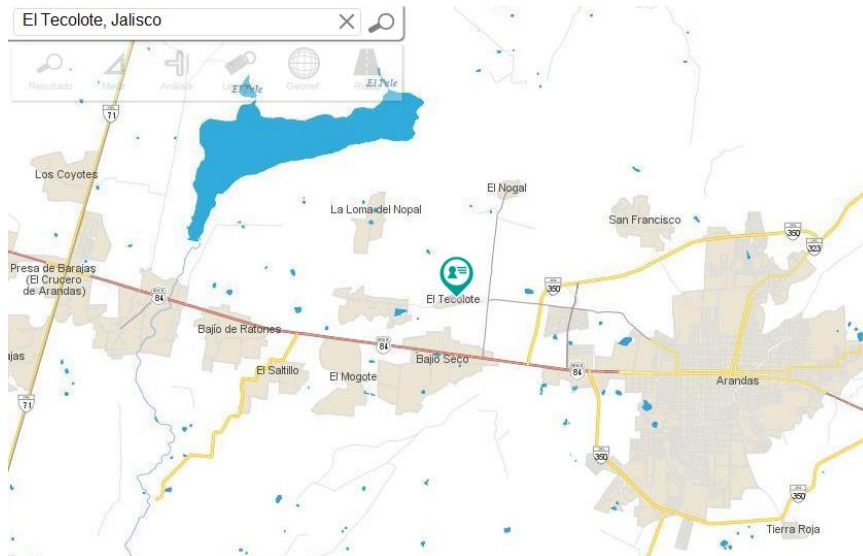 El Tecolote, Jalisco
Resultado
Medir
Análisis
Georref.
El Tule
El Tule
71
Los Coyotes
El Nogal
La Loma del Nopal
San Francisco
350
323
Presa de Barajas
(El Crucero
de Arandas)
84
El Tecolote
350
Bajío de Ratones
84
Bajío Seco
El Saltillo
El Mogote
84
Arandas
ajas
71
350
350
Tierra Roja